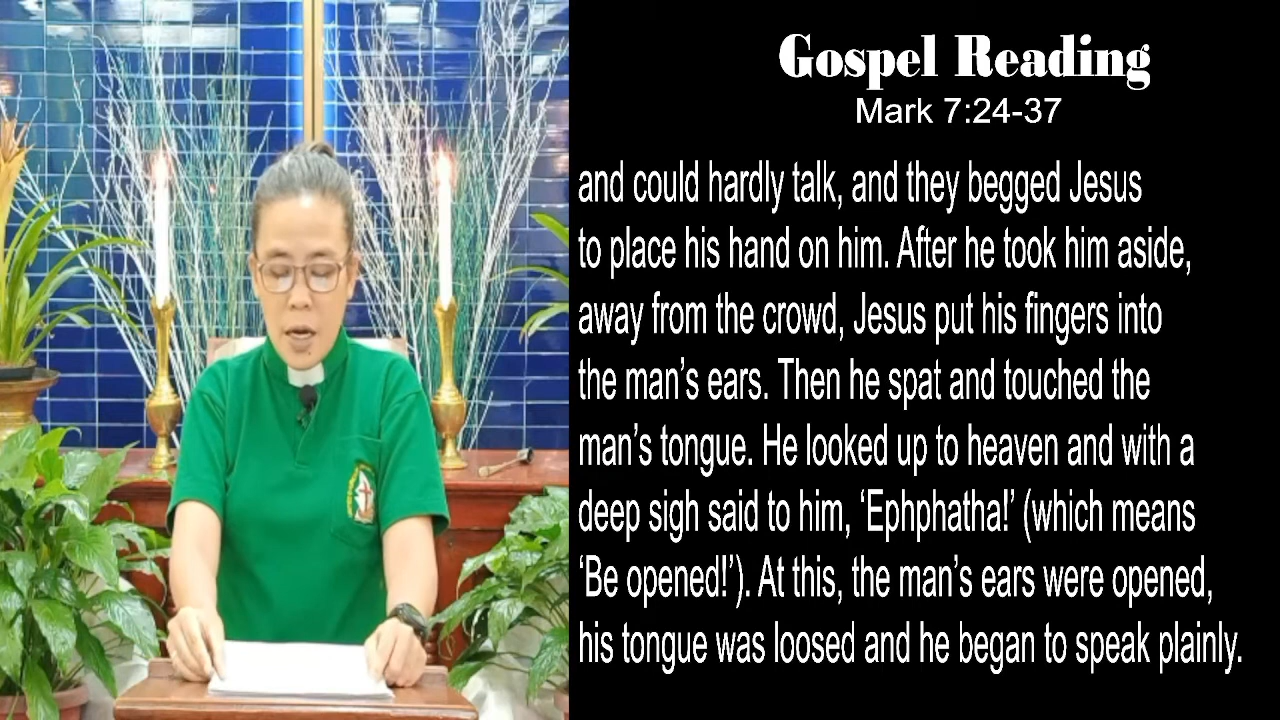 Gospel Reading
Mark 7:24-37
and could hardly talk, and they begged Jesus
to place his hand on him. After he took him aside,
away from the crowd, Jesus put his fingers into
the man’s ears. Then he spat and touched the
man’s tongue. He looked up to heaven and with a
deep sigh said to him, ‘Ephphatha!’ (which means
‘Be opened!’). At this, the man’s ears were opened,
his tongue was loosed and he began to speak plainly.